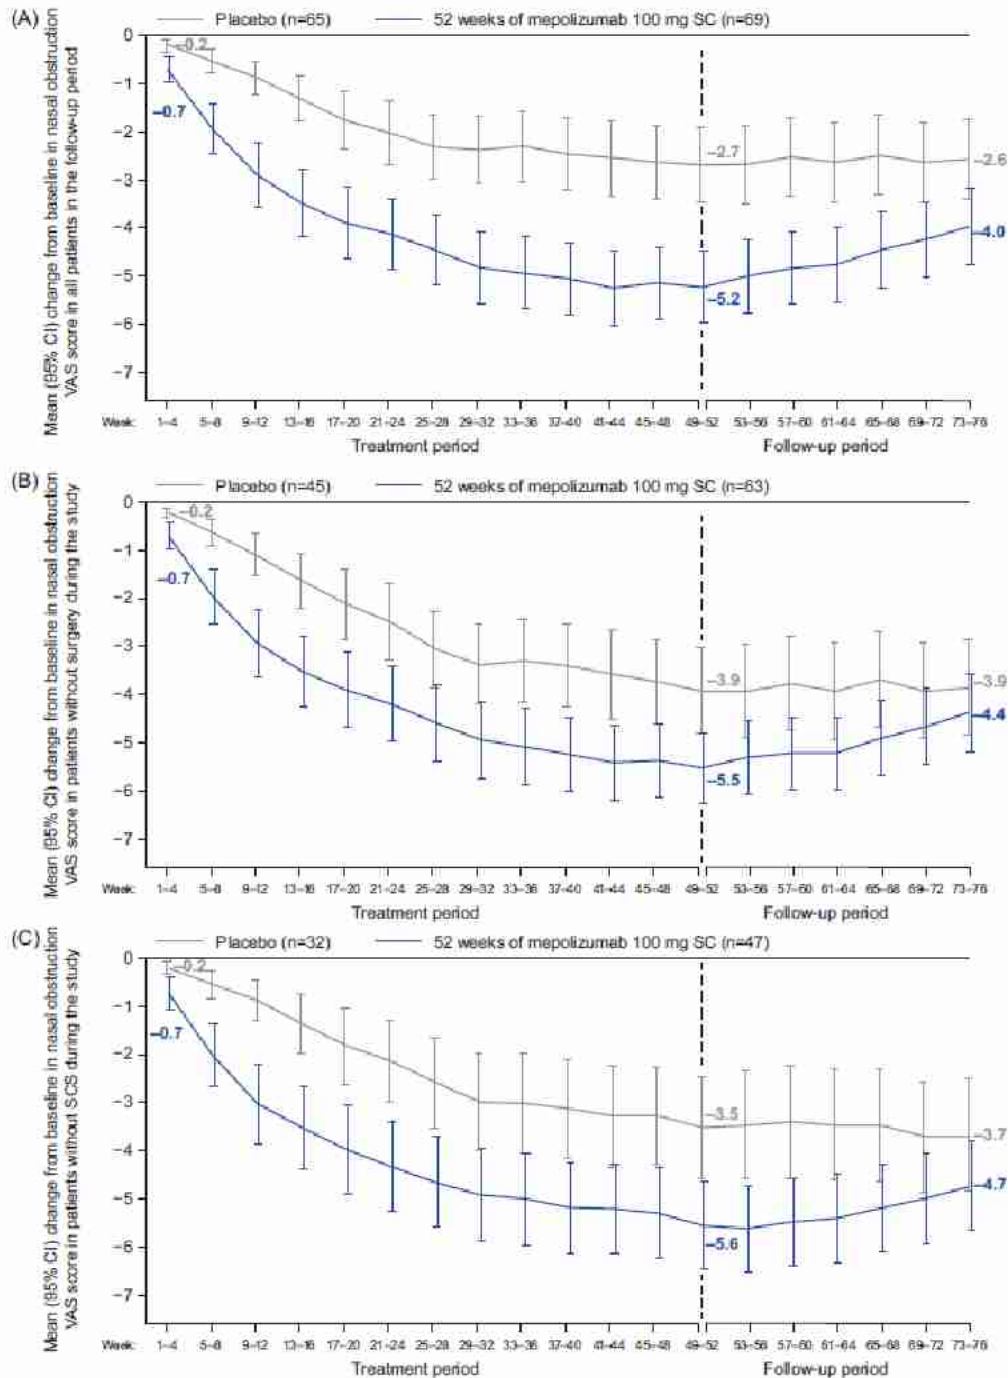 (A)
Placebo (n=65) 52 weeks of mepolizumab 100 mg SC (n=69)
Mean (95% CI) change from baseline in nasal obstruction
VAS score in all patients in the follow-up period
0
−1
−2
−3
−4
−5
−6
−7
−0.2
−0.7
−2.7
−2.6
−5.2
−4.0
Week: 1–4 5–8 9–12 13–16 17–20 21–24 25–28 29–32 33–36 37–40 41–44 45–48 49–52 53–56 57–60 61–64 65–68 69–72 73–76
Treatment period Follow-up period
(B)
Placebo (n=45) 52 weeks of mepolizumab 100 mg SC (n=63)
Mean (95% CI) change from baseline in nasal obstruction
VAS score in patients without surgery during the study
0
−1
−2
−3
−4
−5
−6
−7
−0.2
−0.7
−3.9
−3.9
−5.5
−4.4
Week: 1–4 5–8 9–12 13–16 17–20 21–24 25–28 29–32 33–36 37–40 41–44 45–48 49–52 53–56 57–60 61–64 65–68 69–72 73–76
Treatment period Follow-up period
(C)
Placebo (n=32) 52 weeks of mepolizumab 100 mg SC (n=47)
Mean (95% CI) change from baseline in nasal obstruction
VAS score in patients without SCS during the study
0
−1
−2
−3
−4
−5
−6
−7
−0.2
−0.7
−3.5
−3.7
−5.6
−4.7
Week: 1–4 5–8 9–12 13–16 17–20 21–24 25–28 29–32 33–36 37–40 41–44 45–48 49–52 53–56 57–60 61–64 65–68 69–72 73–76
Treatment period Follow-up period